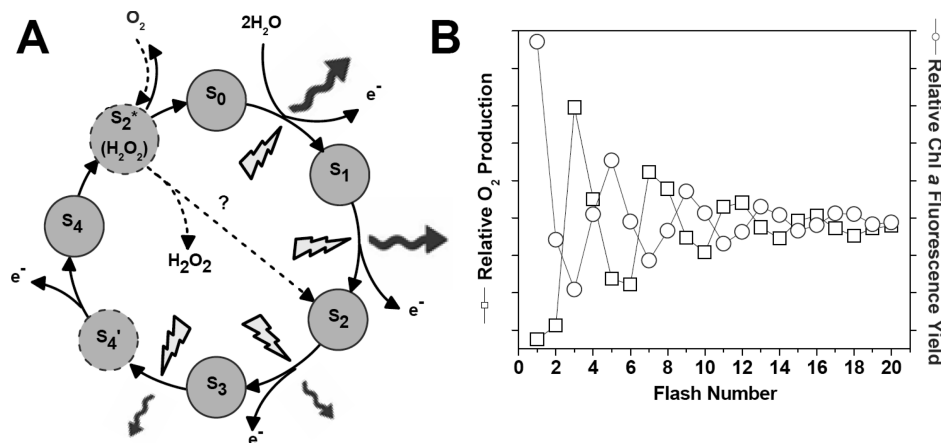 A
O₂
2H₂O
S₀
e⁻
S₂*
(H₂O₂)
S₁
?
S₄
H₂O₂
e⁻
S₂
e⁻
S₄'
S₃
e⁻
B
—□— Relative O₂ Production
—○— Relative Chl a Fluorescence Yield
0 2 4 6 8 10 12 14 16 18 20
Flash Number